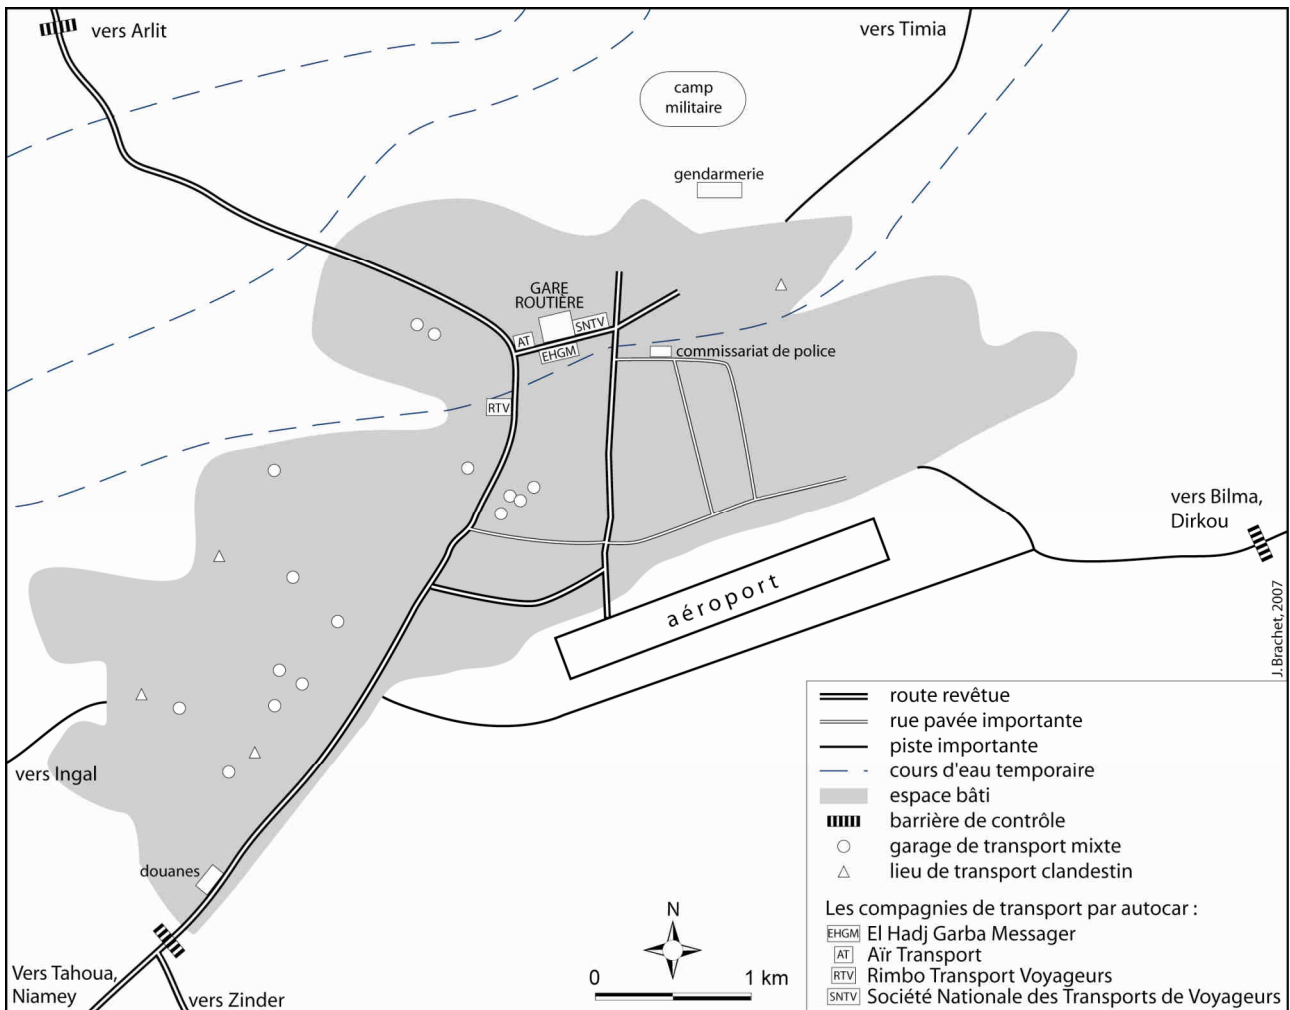 vers Arlit
vers Timia
camp
militaire
gendarmerie
GARE
ROUTIÈRE
SNTV
AT
EHGM
commissariat de police
RTV
vers Bilma,
Dirkou
aéroport
J. Brachet, 2007
vers Ingal
douanes
Vers Tahoua,
Niamey
vers Zinder
N
0 1 km
route revêtue
rue pavée importante
piste importante
cours d'eau temporaire
espace bâti
barrière de contrôle
garage de transport mixte
lieu de transport clandestin
Les compagnies de transport par autocar :
EHGM El Hadj Garba Messager
AT Aïr Transport
RTV Rimbo Transport Voyageurs
SNTV Société Nationale des Transports de Voyageurs